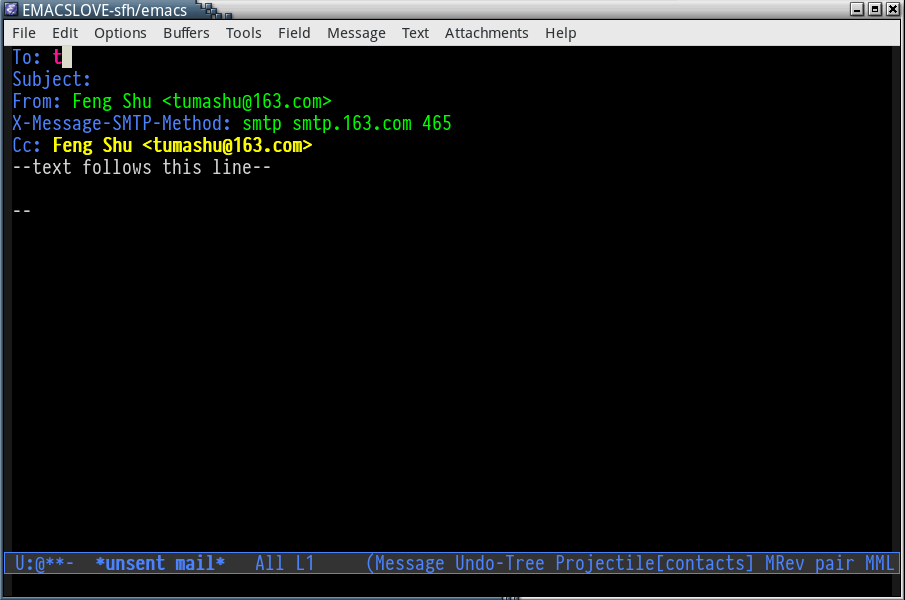 EMACSLOVE-sfh/emacs
File Edit Options Buffers Tools Field Message Text Attachments Help
To: t
Subject:
From: Feng Shu <tumashu@163.com>
X-Message-SMTP-Method: smtp smtp.163.com 465
Cc: Feng Shu <tumashu@163.com>
--text follows this line--
--
U:@**- *unsent mail* All L1 (Message Undo-Tree Projectile[contacts] MRev pair MML